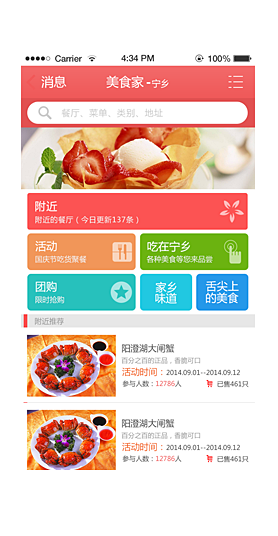 Carrier 4:34 PM 100%
消息 美食家-宁乡
餐厅、菜单、类别、地址
附近
附近的餐厅（今日更新137条）
活动
国庆节吃货聚餐
吃在宁乡
各种美食等您来品尝
团购
限时抢购
家乡
味道
舌尖上
的美食
附近推荐
阳澄湖大闸蟹
百分之百的正品，香脆可口
活动时间：2014.09.01--2014.09.12
参与人数：12786人 已售461只
阳澄湖大闸蟹
百分之百的正品，香脆可口
活动时间：2014.09.01--2014.09.12
参与人数：12786人 已售461只